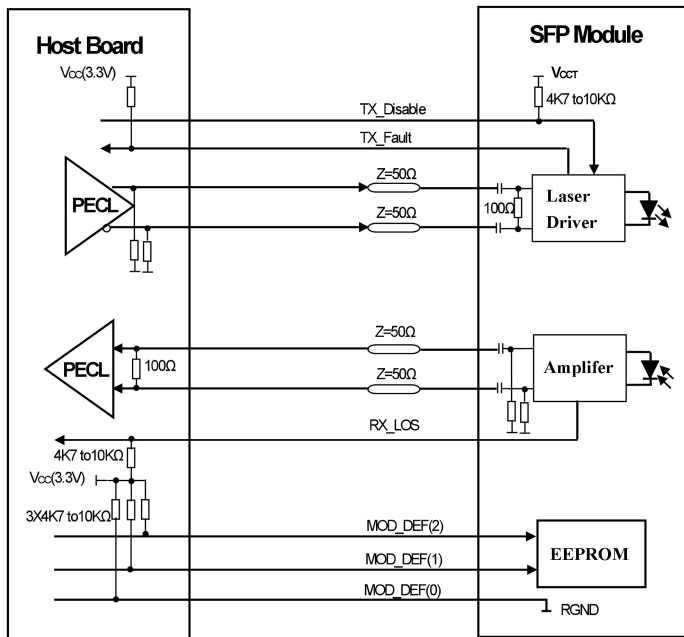 Host Board
SFP Module
Vcc(3.3V)
VCCT
4K7 to10KΩ
TX_Disable
TX_Fault
Z=50Ω
PECL
100Ω
Laser
Driver
Z=50Ω
Z=50Ω
PECL
100Ω
Amplifer
Z=50Ω
RX_LOS
4K7 to10KΩ
Vcc(3.3V)
3X4K7 to10KΩ
MOD_DEF(2)
EEPROM
MOD_DEF(1)
MOD_DEF(0)
RGND